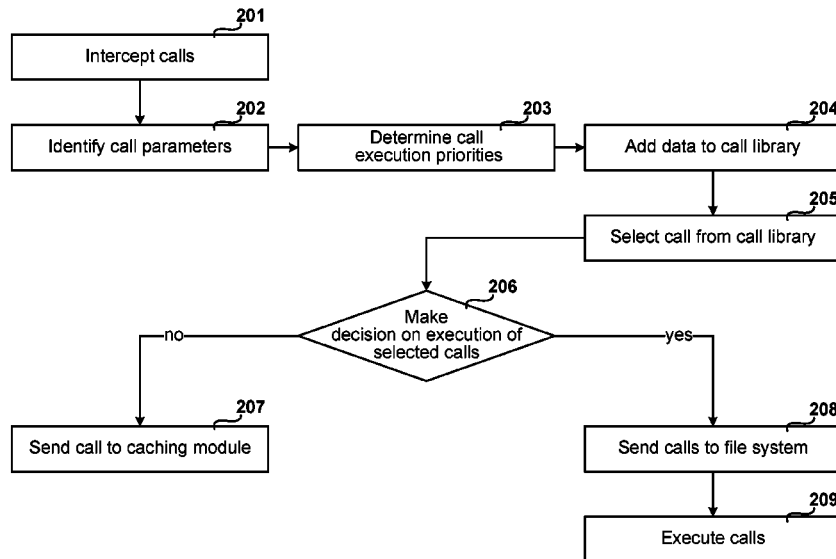 201
Intercept calls
202
Identify call parameters
203
Determine call
execution priorities
204
Add data to call library
205
Select call from call library
206
Make
decision on execution of
selected calls
no
yes
207
Send call to caching module
208
Send calls to file system
209
Execute calls